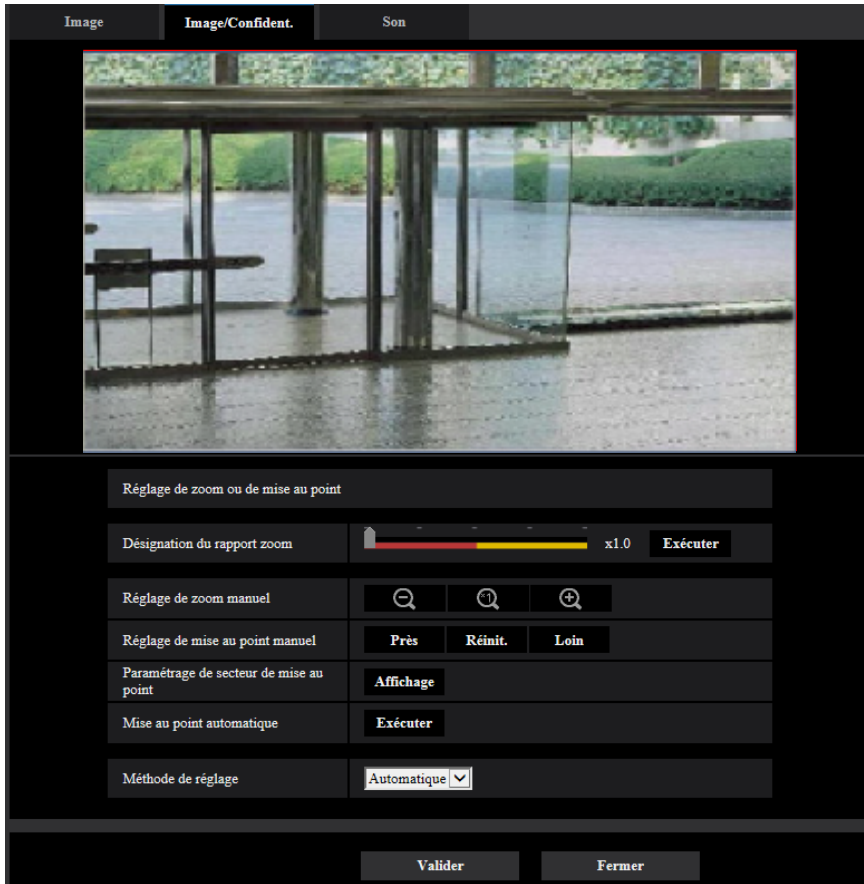 Image
Image/Confident.
Son
Réglage de zoom ou de mise au point
Désignation du rapport zoom
x1.0
Exécuter
Réglage de zoom manuel
×1
Réglage de mise au point manuel
Près
Réinit.
Loin
Paramétrage de secteur de mise au
point
Affichage
Mise au point automatique
Exécuter
Méthode de réglage
Automatique
Valider
Fermer